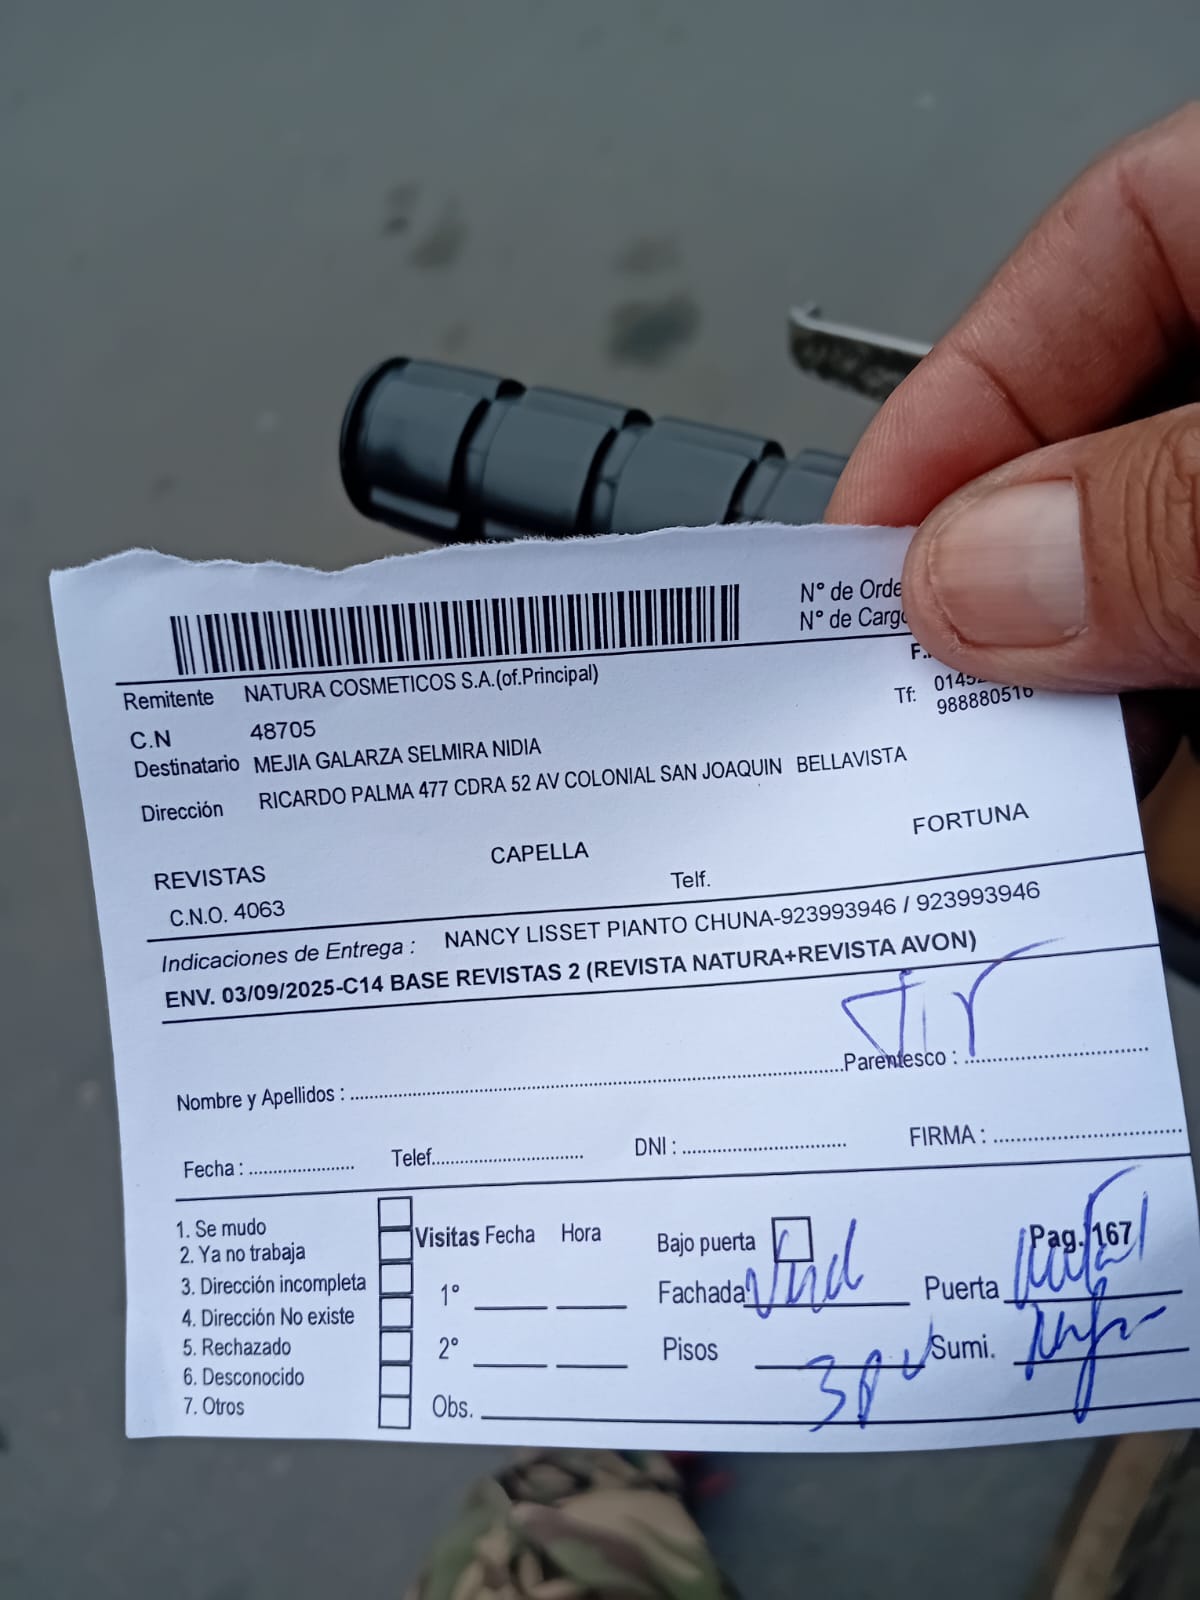 N° de Orde
N° de Cargo
F.
Remitente NATURA COSMETICOS S.A.(of.Principal)
Tf: 0145
C.N 48705
988880516
Destinatario MEJIA GALARZA SELMIRA NIDIA
Dirección RICARDO PALMA 477 CDRA 52 AV COLONIAL SAN JOAQUIN BELLAVISTA
REVISTAS CAPELLA FORTUNA
C.N.O. 4063 Telf.
Indicaciones de Entrega : NANCY LISSET PIANTO CHUNA-923993946 / 923993946
ENV. 03/09/2025-C14 BASE REVISTAS 2 (REVISTA NATURA+REVISTA AVON)
Nombre y Apellidos : Parentesco :
Fecha : Telef. DNI : FIRMA :
1. Se mudo
2. Ya no trabaja
3. Dirección incompleta
4. Dirección No existe
5. Rechazado
6. Desconocido
7. Otros
Visitas Fecha Hora
1°
2°
Obs.
Bajo puerta Pag. 167
Fachada Puerta
Pisos 3p Sumi.